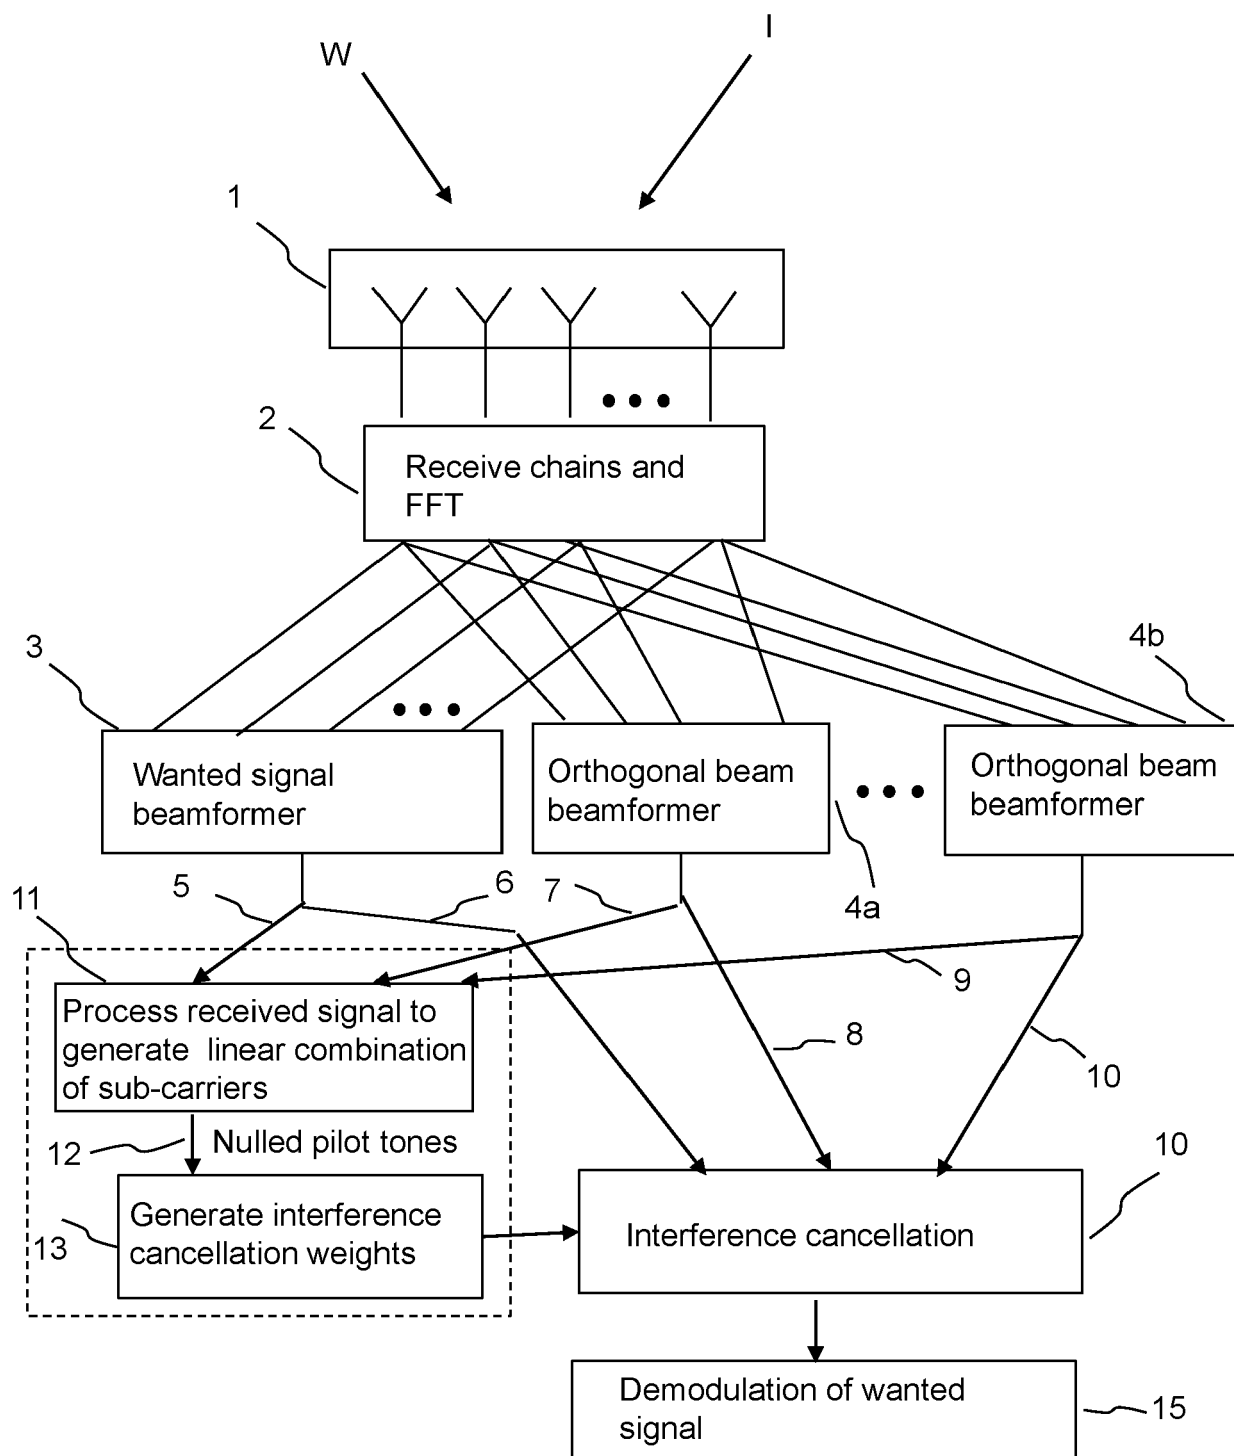 I
W
1
2
Receive chains and
FFT
3
4b
Wanted signal
beamformer
Orthogonal beam
beamformer
Orthogonal beam
beamformer
4a
5
6
7
11
9
Process received signal to
generate linear combination
of sub-carriers
8
10
12
Nulled pilot tones
10
Generate interference
cancellation weights
13
Interference cancellation
Demodulation of wanted
signal
15